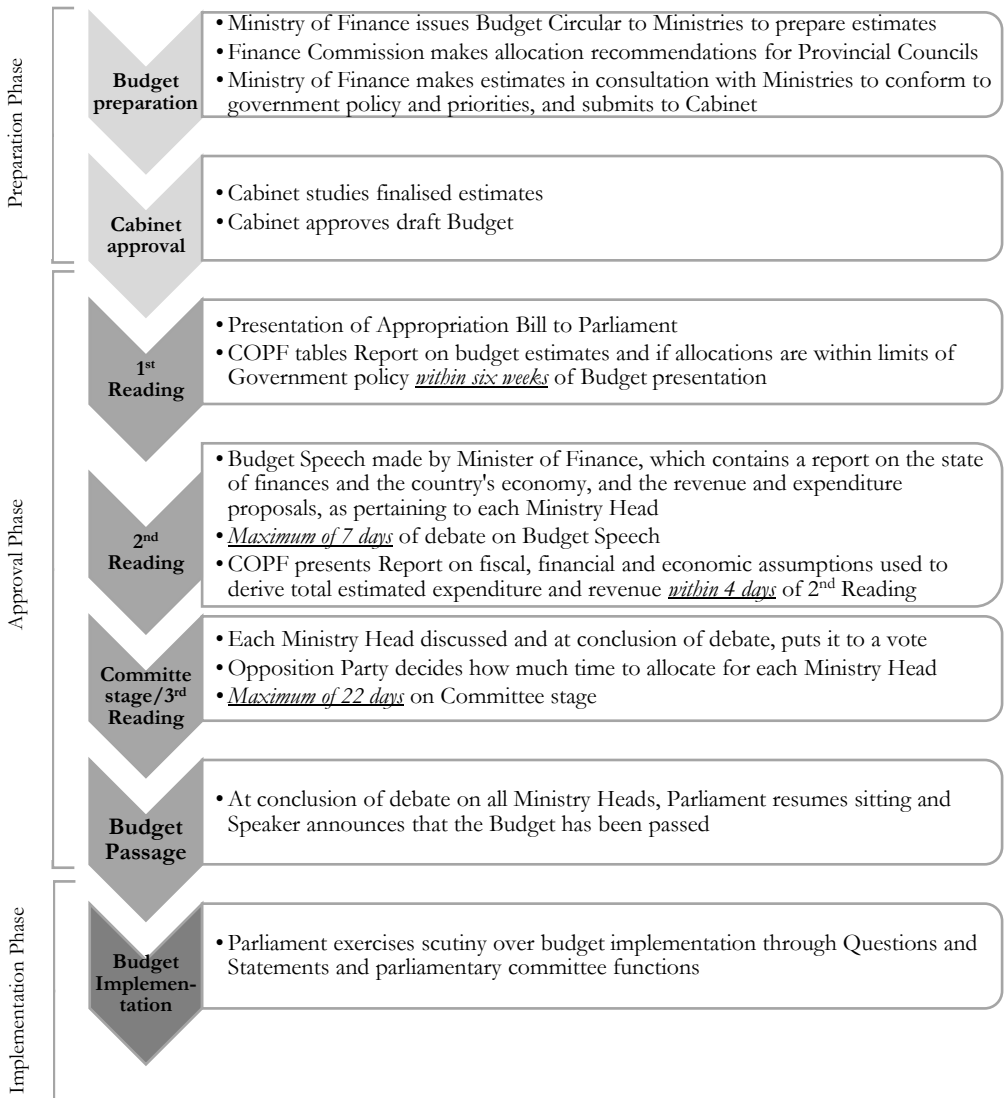 Preparation Phase
Budget
preparation
• Ministry of Finance issues Budget Circular to Ministries to prepare estimates
• Finance Commission makes allocation recommendations for Provincial Councils
• Ministry of Finance makes estimates in consultation with Ministries to conform to
government policy and priorities, and submits to Cabinet
Cabinet
approval
• Cabinet studies finalised estimates
• Cabinet approves draft Budget
Approval Phase
1st
Reading
• Presentation of Appropriation Bill to Parliament
• COPF tables Report on budget estimates and if allocations are within limits of
Government policy within six weeks of Budget presentation
2nd
Reading
• Budget Speech made by Minister of Finance, which contains a report on the state
of finances and the country's economy, and the revenue and expenditure
proposals, as pertaining to each Ministry Head
• Maximum of 7 days of debate on Budget Speech
• COPF presents Report on fiscal, financial and economic assumptions used to
derive total estimated expenditure and revenue within 4 days of 2nd Reading
Committe
stage/3rd
Reading
• Each Ministry Head discussed and at conclusion of debate, puts it to a vote
• Opposition Party decides how much time to allocate for each Ministry Head
• Maximum of 22 days on Committee stage
Budget
Passage
• At conclusion of debate on all Ministry Heads, Parliament resumes sitting and
Speaker announces that the Budget has been passed
Implementation Phase
Budget
Implemen-
tation
• Parliament exercises scutiny over budget implementation through Questions and
Statements and parliamentary committee functions